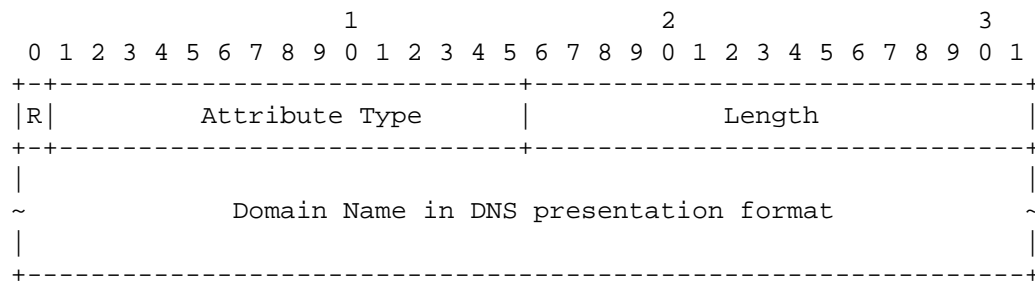 1                   2                   3
 0 1 2 3 4 5 6 7 8 9 0 1 2 3 4 5 6 7 8 9 0 1 2 3 4 5 6 7 8 9 0 1
+-+-----------------------------+-------------------------------+
|R|         Attribute Type      |            Length             |
+-+-----------------------------+-------------------------------+
|                                                               |
~             Domain Name in DNS presentation format            ~
|                                                               |
+---------------------------------------------------------------+